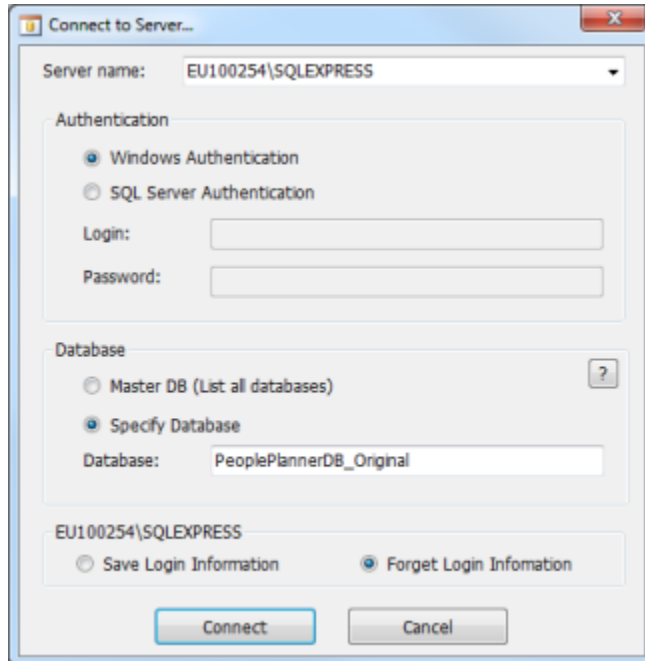 Connect to Server...
Server name: EU100254\SQLEXPRESS
Authentication
Windows Authentication
SQL Server Authentication
Login:
Password:
Database
?
Master DB (List all databases)
Specify Database
Database: PeoplePlannerDB_Original
EU100254\SQLEXPRESS
Save Login Information Forget Login Infomation
Connect Cancel